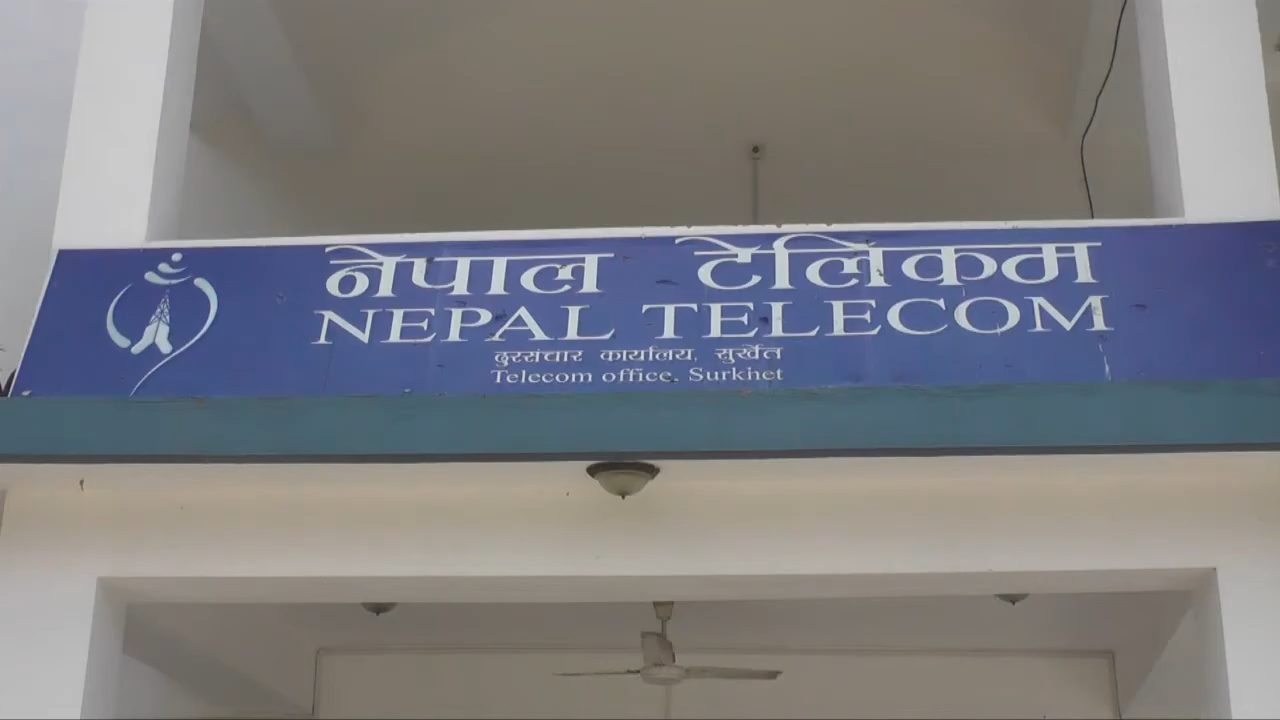 नेपाल टेलिकम
NEPAL TELECOM
दुरसंचार कार्यालय, सुर्खेत
Telecom office, Surkhet